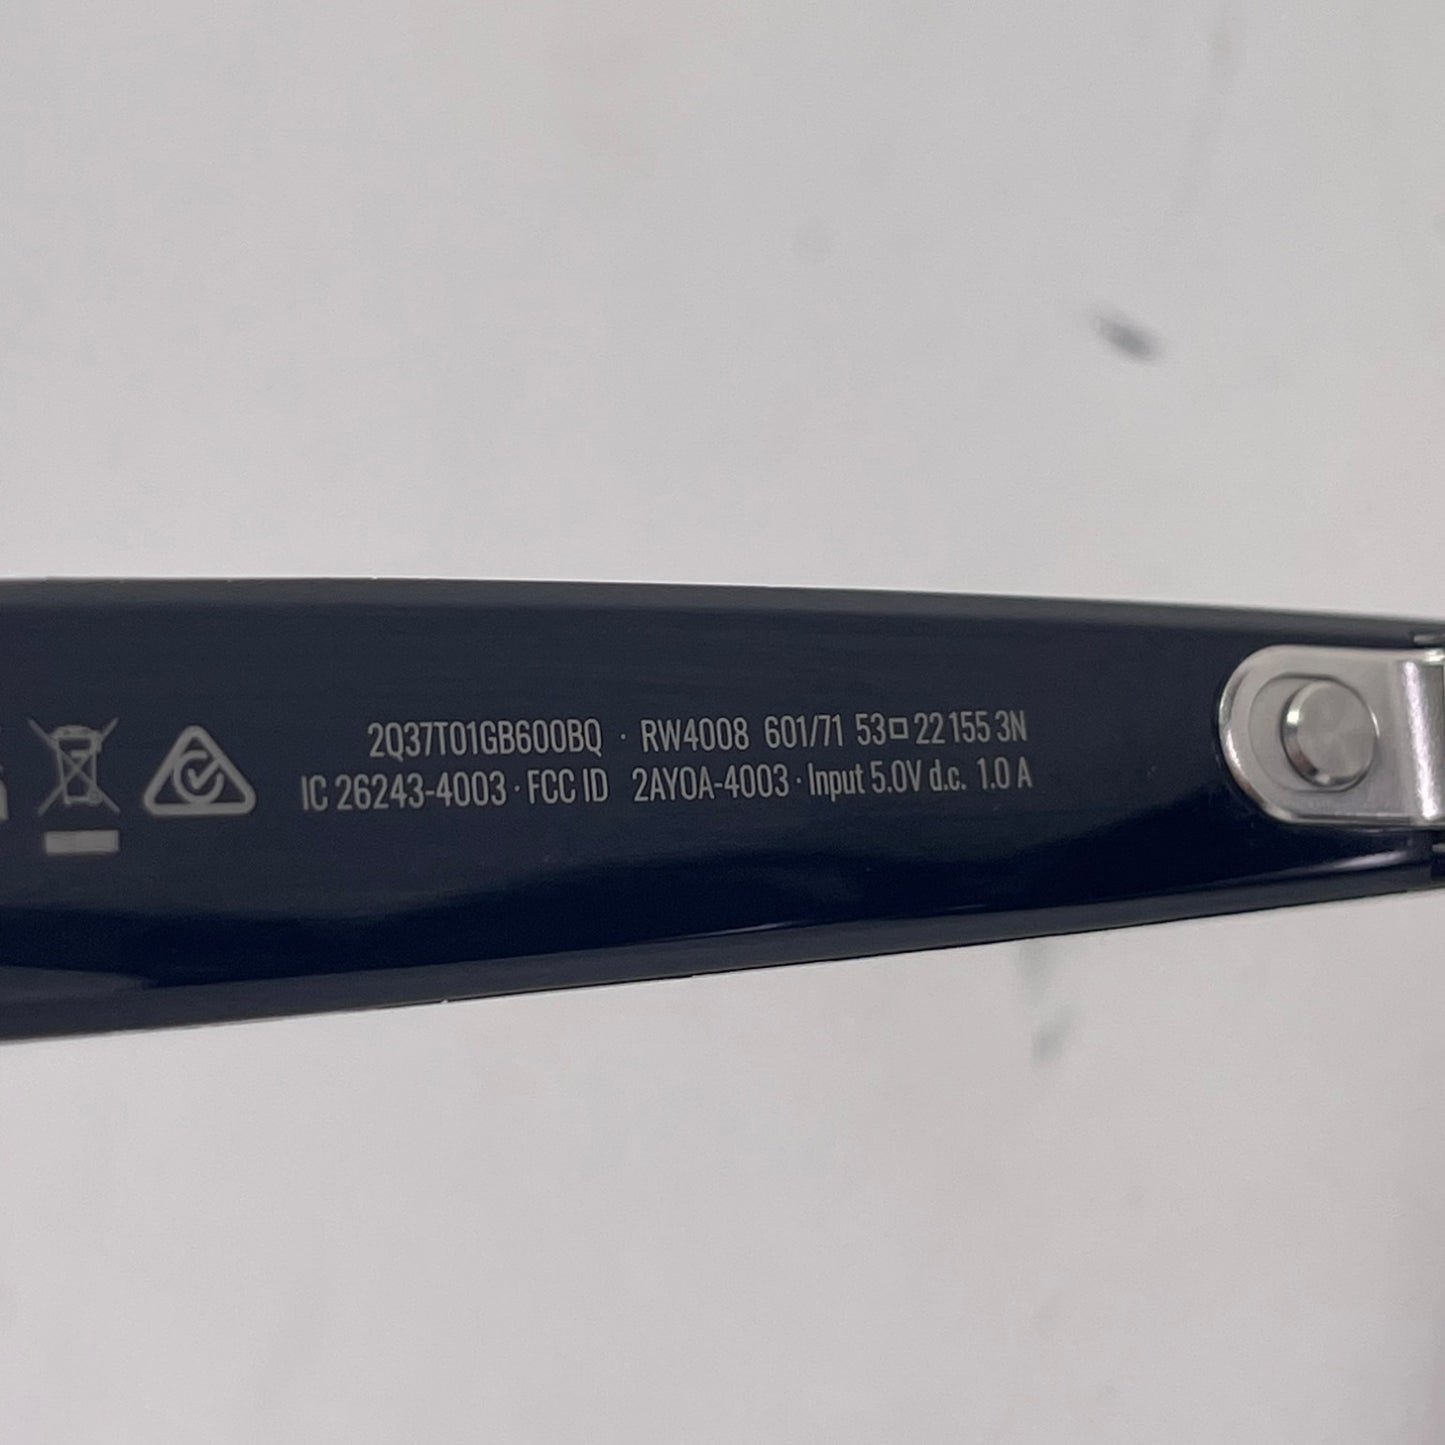 2Q37T01GB600BQ · RW4008 601/71 53□22 155 3N
IC 26243-4003 · FCC ID 2AYOA-4003 · Input 5.0V d.c. 1.0 A